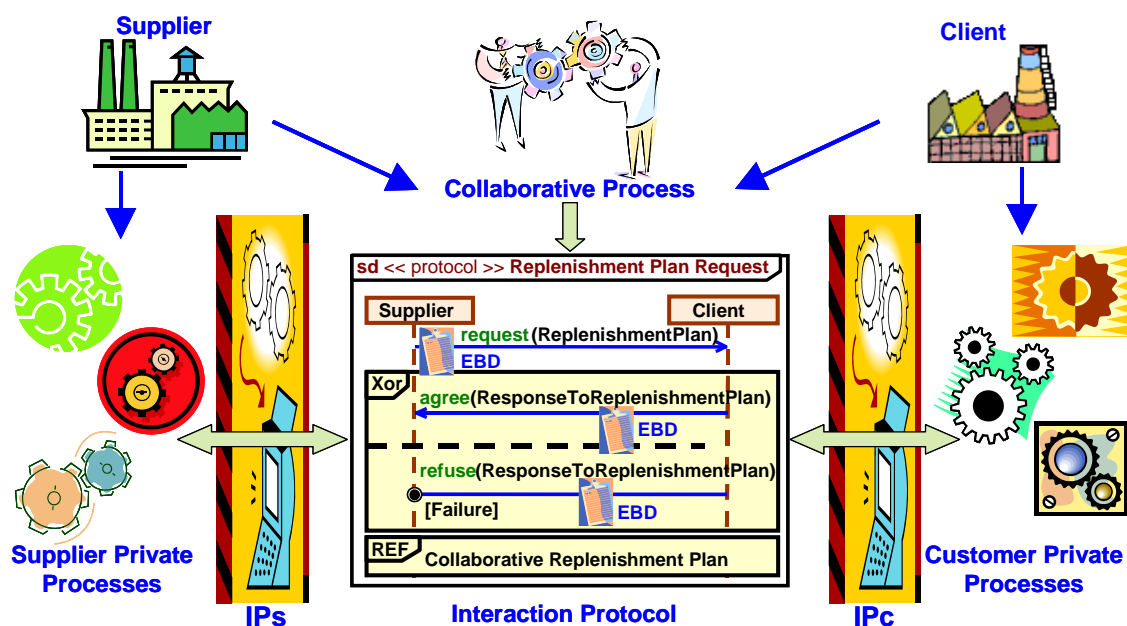 Supplier
Client
Collaborative Process
sd << protocol >> Replenishment Plan Request
Supplier
Client
request(ReplenishmentPlan)
EBD
Xor
agree(ResponseToReplenishmentPlan)
EBD
refuse(ResponseToReplenishmentPlan)
[Failure]
EBD
REF
Collaborative Replenishment Plan
Supplier Private
Processes
Customer Private
Processes
IPs
Interaction Protocol
IPc